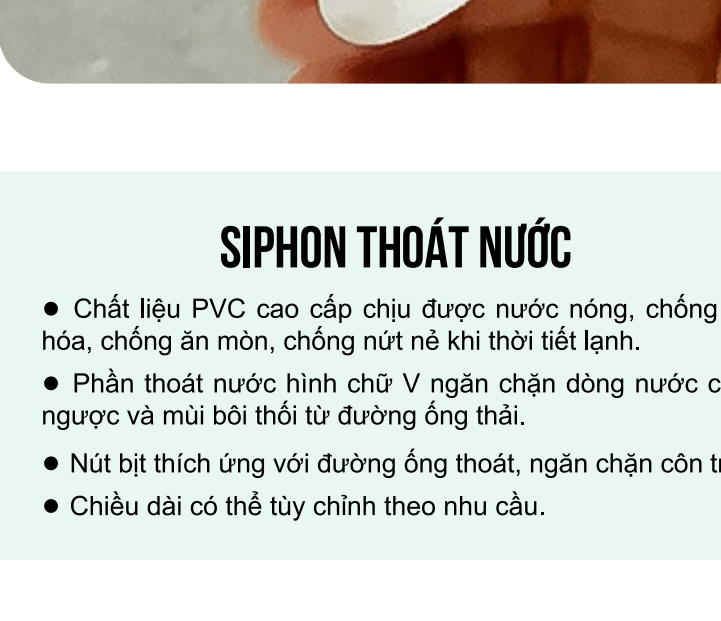 SIPHON THOÁT NƯỚC
● Chất liệu PVC cao cấp chịu được nước nóng, chống
hóa, chống ăn mòn, chống nứt nẻ khi thời tiết lạnh.
● Phần thoát nước hình chữ V ngăn chặn dòng nước
ngược và mùi bôi thối từ đường ống thải.
● Nút bịt thích ứng với đường ống thoát, ngăn chặn côn
● Chiều dài có thể tùy chỉnh theo nhu cầu.